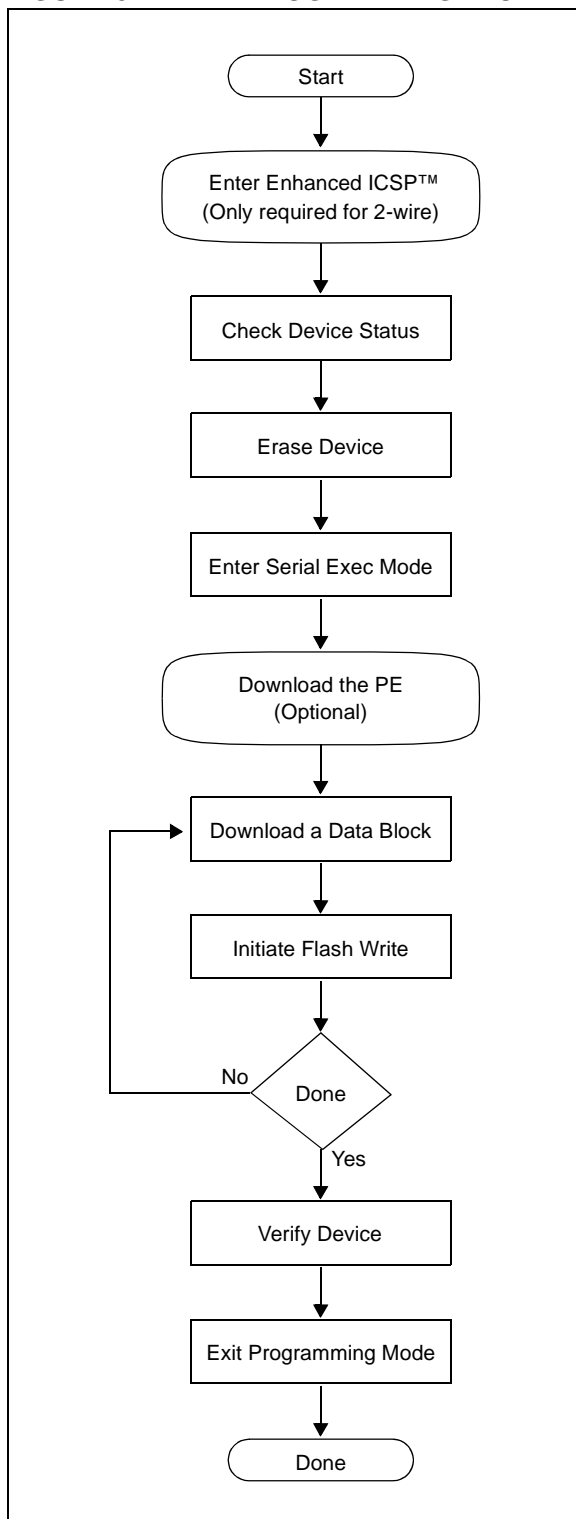 Start
Enter Enhanced ICSP™
(Only required for 2-wire)
Check Device Status
Erase Device
Enter Serial Exec Mode
Download the PE
(Optional)
Download a Data Block
Initiate Flash Write
No
Done
Yes
Verify Device
Exit Programming Mode
Done